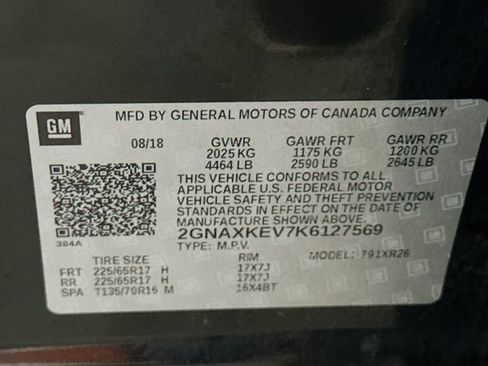 GM
MFD BY GENERAL MOTORS OF CANADA COMPANY
08/18 GVWR GAWR FRT GAWR RR
2025 KG 1175 KG 1200 KG
4464 LB 2590 LB 2645 LB
THIS VEHICLE CONFORMS TO ALL
APPLICABLE U.S. FEDERAL MOTOR
VEHICLE SAFETY AND THEFT PREVENTION
STANDARDS IN EFFECT ON THE DATE OF
MANUFACTURE SHOWN ABOVE.
384A
2GNAXKEV7K6127569
TYPE: M.P.V. MODEL: 791XR26
TIRE SIZE RIM
FRT 225/65R17 H 17X7J
RR 225/65R17 H 17X7J
SPA T135/70R16 M 16X4BT